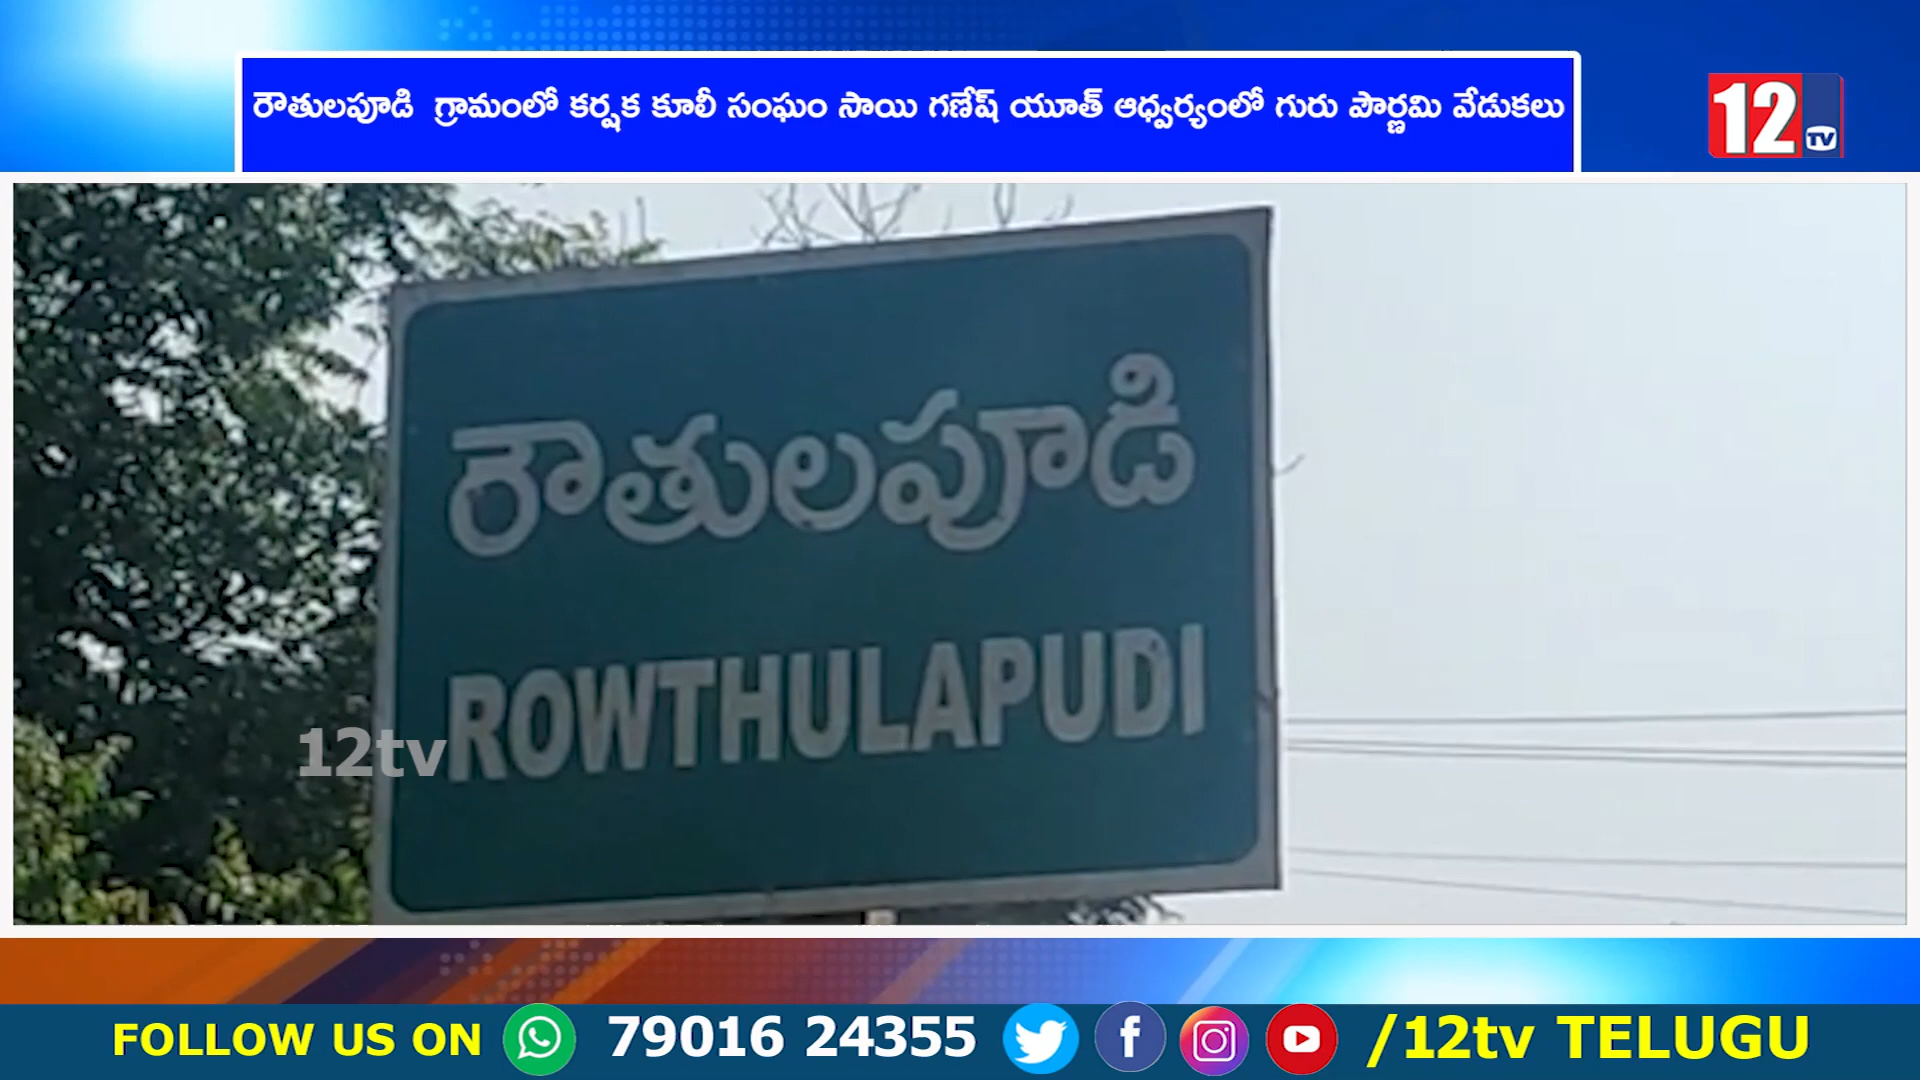 రౌతులపూడి గ్రామంలో కర్షక కూలీ సంఘం సాయి గణేష్ యూత్ ఆధ్వర్యంలో గురు పౌర్ణమి వేడుకలు
12
TV
రౌతులపూడి
ROWTHULAPUDI
12tv
FOLLOW US ON 79016 24355 /12tv TELUGU